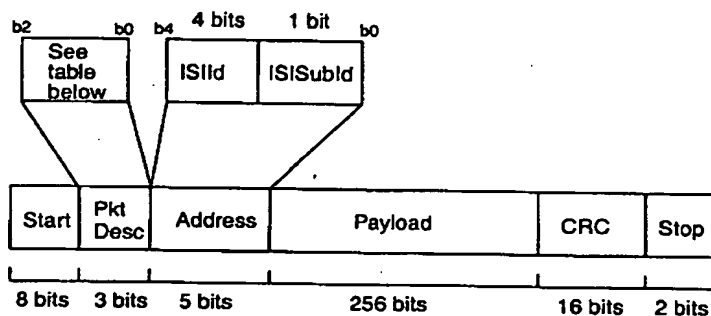 4 bits 1 bit
b2 b0 b4 b0
See
table
below
ISIId ISISubId
Start Pkt
Desc Address Payload CRC Stop
8 bits 3 bits 5 bits 256 bits 16 bits 2 bits